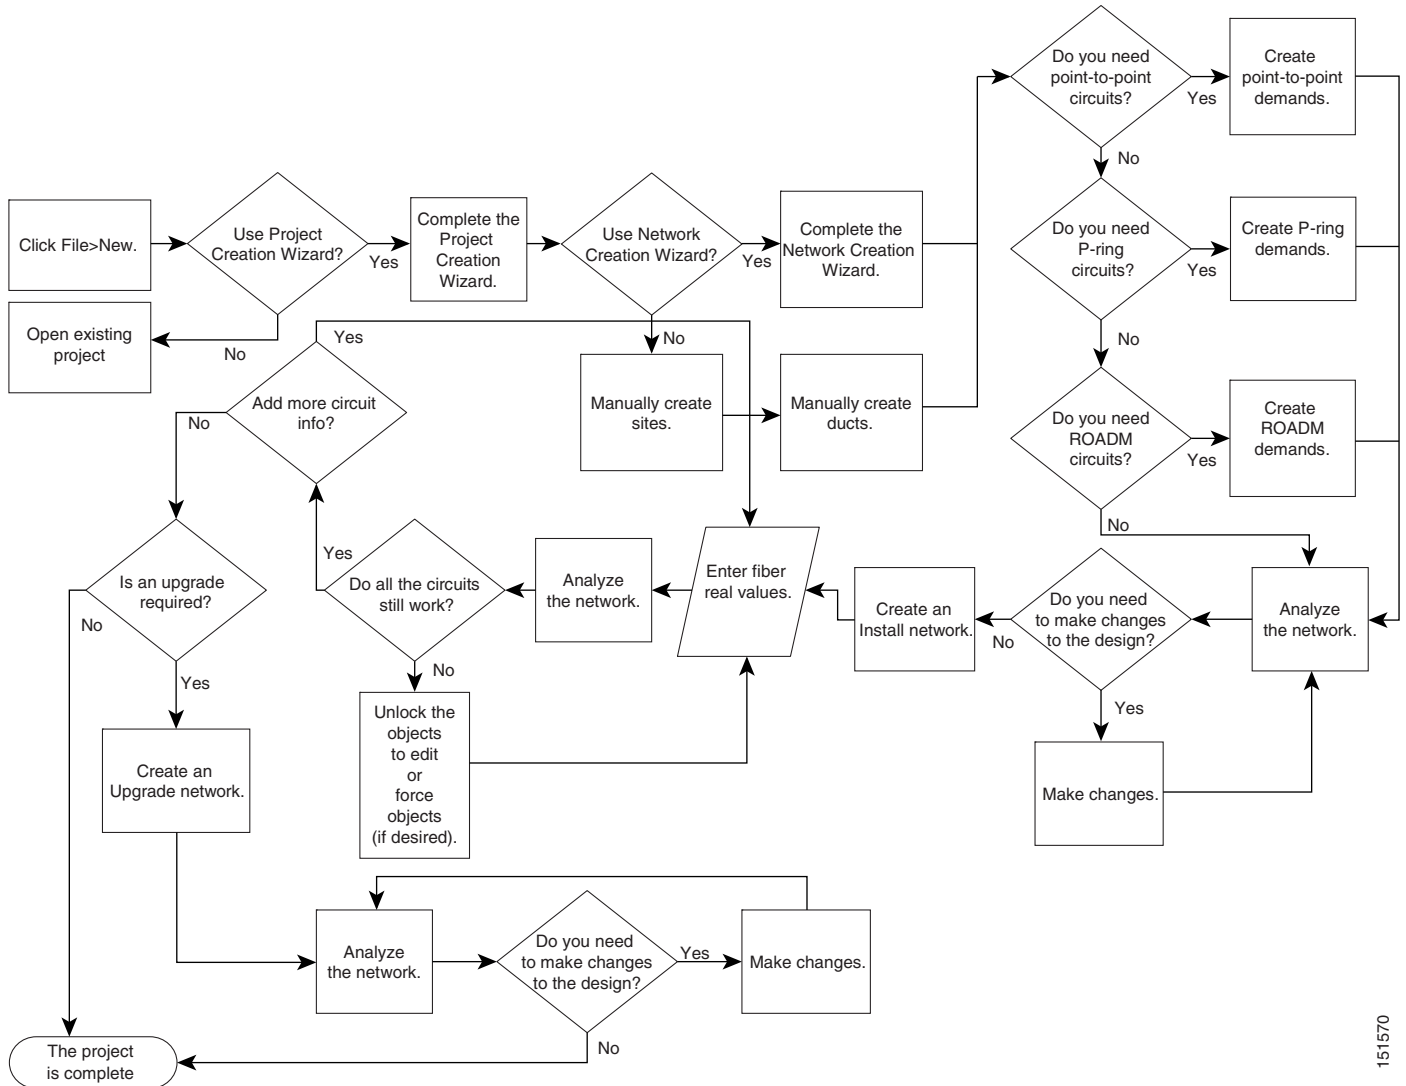 Click File>New.
Use Project
Creation Wizard?
Yes
No
Open existing
project
Complete the
Project
Creation
Wizard.
Use Network
Creation Wizard?
Yes
No
Complete the
Network Creation
Wizard.
Manually create
sites.
Manually create
ducts.
Do you need
point-to-point
circuits?
Yes
No
Create
point-to-point
demands.
Do you need
P-ring
circuits?
Yes
No
Create P-ring
demands.
Do you need
ROADM
circuits?
Yes
No
Create
ROADM
demands.
Analyze
the network.
Do you need
to make changes
to the design?
No
Yes
Make changes.
Create an
Install network.
Enter fiber
real values.
Analyze
the network.
Do all the circuits
still work?
Yes
No
Unlock the
objects
to edit
or
force
objects
(if desired).
Add more circuit
info?
Yes
No
Is an upgrade
required?
No
Yes
Create an
Upgrade network.
Analyze
the network.
Do you need
to make changes
to the design?
Yes
No
Make changes.
The project
is complete
151570